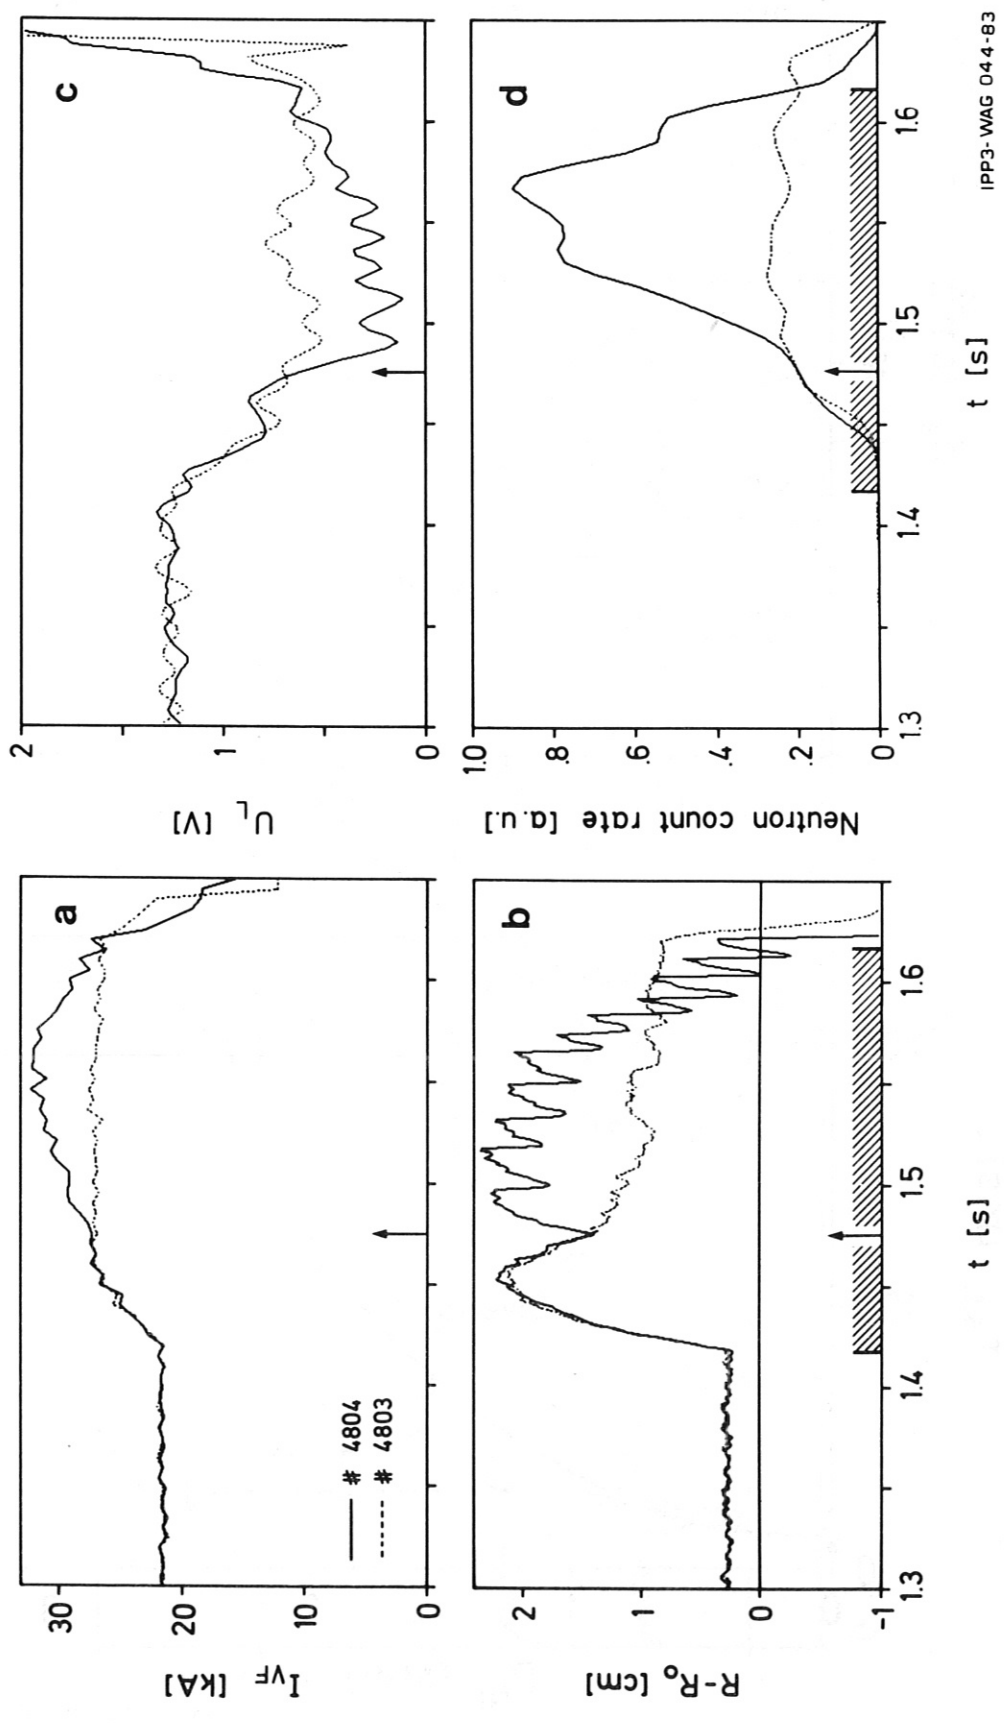 a
I_VF [kA]
30
20
10
0
# 4804
# 4803
b
R-R_o [cm]
2
1
0
-1
1.3
1.4
1.5
1.6
t [s]
c
U_L [V]
2
1
0
d
Neutron count rate [a.u.]
1.0
.8
.6
.4
.2
0
1.3
1.4
1.5
1.6
t [s]
IPP3-WAG 044-83